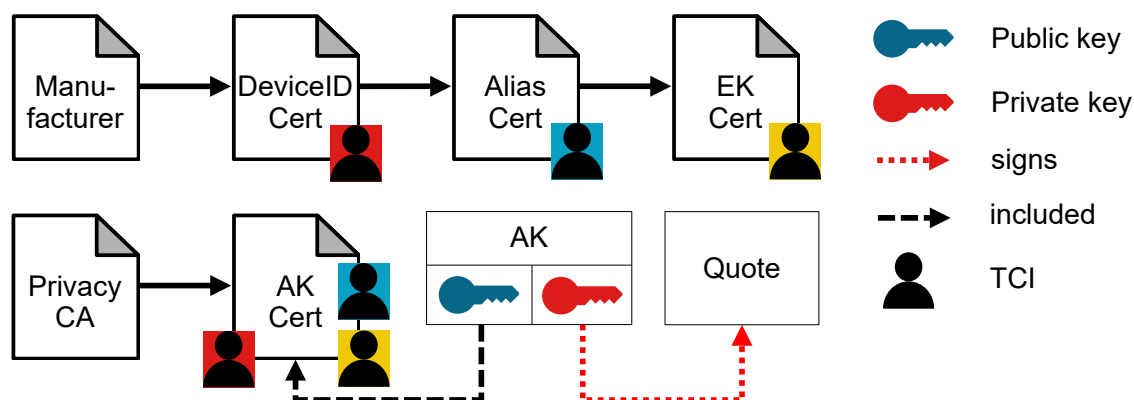 Manu-
facturer
DeviceID
Cert
Alias
Cert
EK
Cert
Public key
Private key
signs
included
TCI
Privacy
CA
AK
Cert
AK
Quote